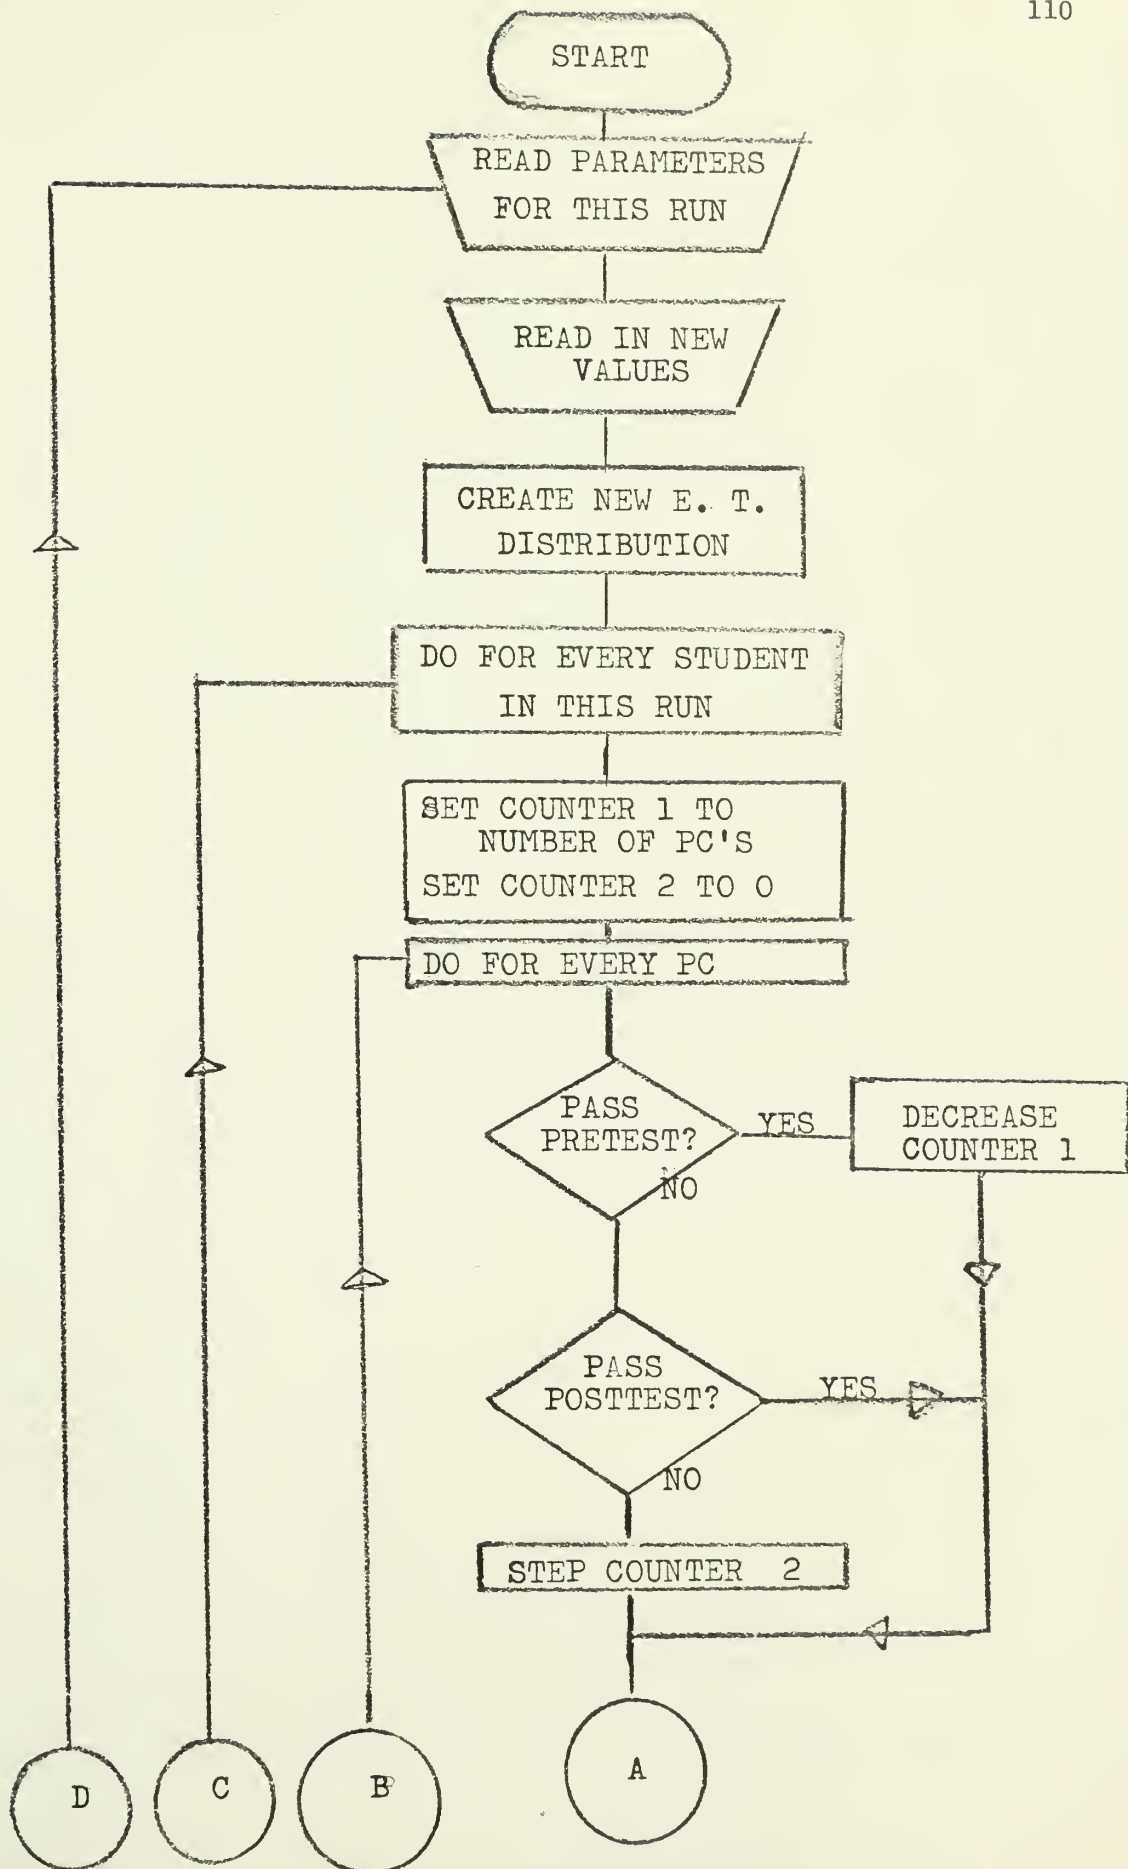 110
START
READ PARAMETERS
FOR THIS RUN
READ IN NEW
VALUES
CREATE NEW E. T.
DISTRIBUTION
DO FOR EVERY STUDENT
IN THIS RUN
SET COUNTER 1 TO
NUMBER OF PC'S
SET COUNTER 2 TO 0
DO FOR EVERY PC
PASS
PRETEST?
YES
DECREASE
COUNTER 1
NO
PASS
POSTTEST?
YES
NO
STEP COUNTER 2
D
C
B
A